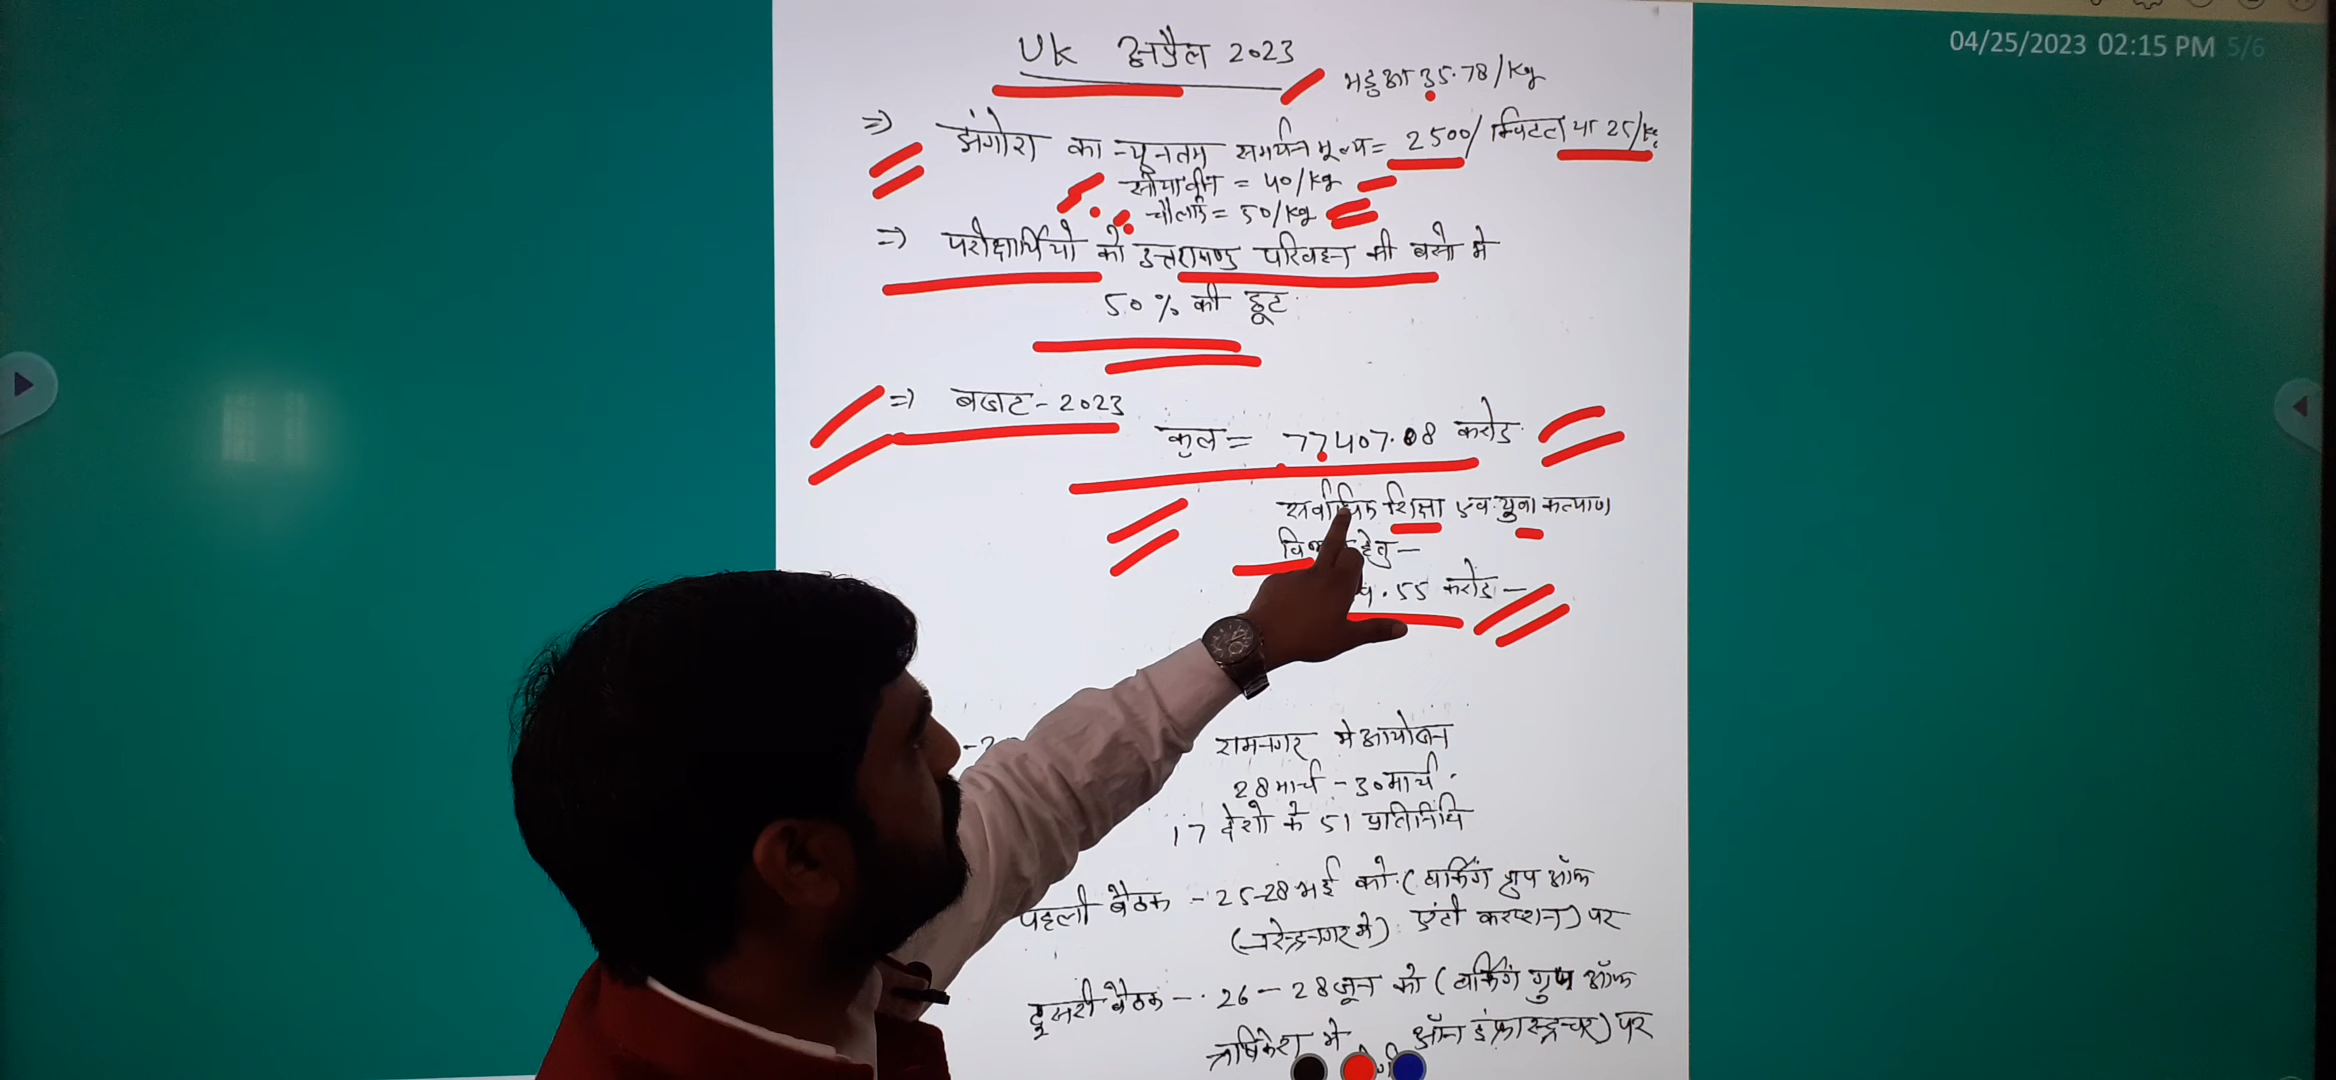 04/25/2023 02:15 PM 5/6
UK अप्रैल 2023
मडुआ 35.78/Kg
=> झंगोरा का न्यूनतम समर्थन मूल्य = 2500/ क्विंटल या 25/Kg
सोयाबीन = 40/Kg
चौलाई = 50/Kg
=> परीक्षार्थियो को उत्तराखण्ड परिवहन की बसो मे
50% की छूट
=> बजट - 2023
कुल = 77407.08 करोड़
सर्वाधिक शिक्षा एवं युवा कल्याण
हेतु -
.55 करोड़ -
रामनगर मे आयोजन
28 मार्च - 30 मार्च
17 देशो के 51 प्रतिनिधि
पहली बैठक - 25-28 मई को (वर्किंग ग्रुप ऑफ
(नरेन्द्रनगर मे) एंटी करप्शन) पर
दूसरी बैठक - 26 - 28 जून को (वर्किंग ग्रुप ऑफ
ऋषिकेश मे ऑन इंफ्रास्ट्रक्चर) पर